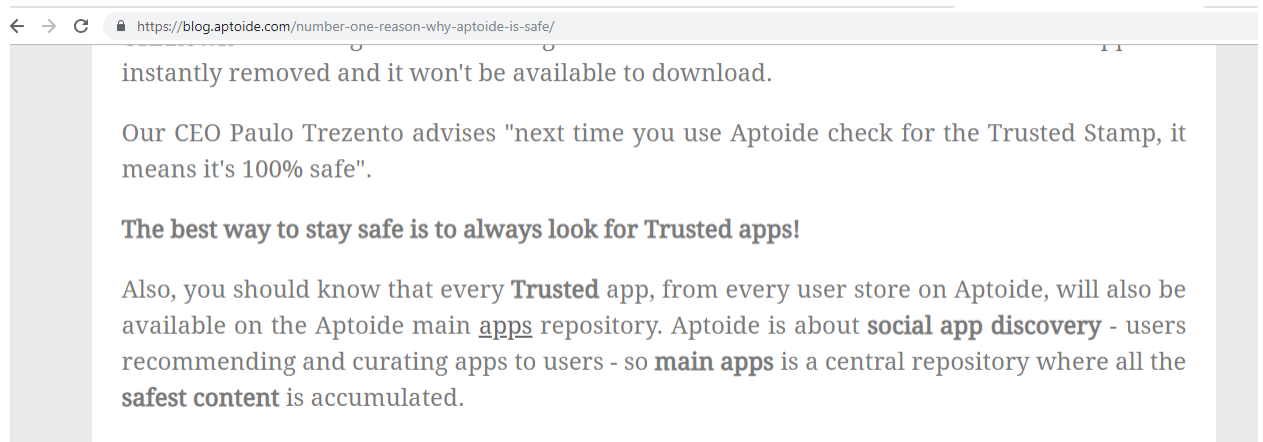 https://blog.aptoide.com/number-one-reason-why-aptoide-is-safe/
instantly removed and it won't be available to download.
Our CEO Paulo Trezento advises "next time you use Aptoide check for the Trusted Stamp, it
means it's 100% safe".
The best way to stay safe is to always look for Trusted apps!
Also, you should know that every Trusted app, from every user store on Aptoide, will also be
available on the Aptoide main apps repository. Aptoide is about social app discovery - users
recommending and curating apps to users - so main apps is a central repository where all the
safest content is accumulated.